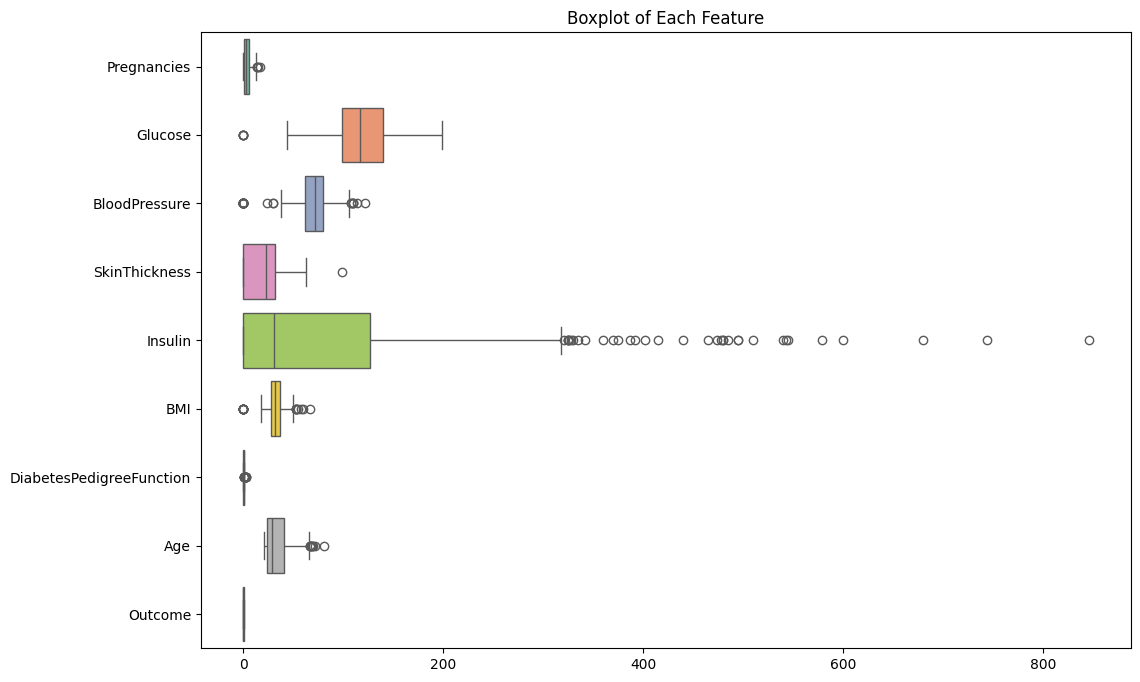 Boxplot of Each Feature
Pregnancies
Glucose
BloodPressure
SkinThickness
Insulin
BMI
DiabetesPedigreeFunction
Age
Outcome
0 200 400 600 800